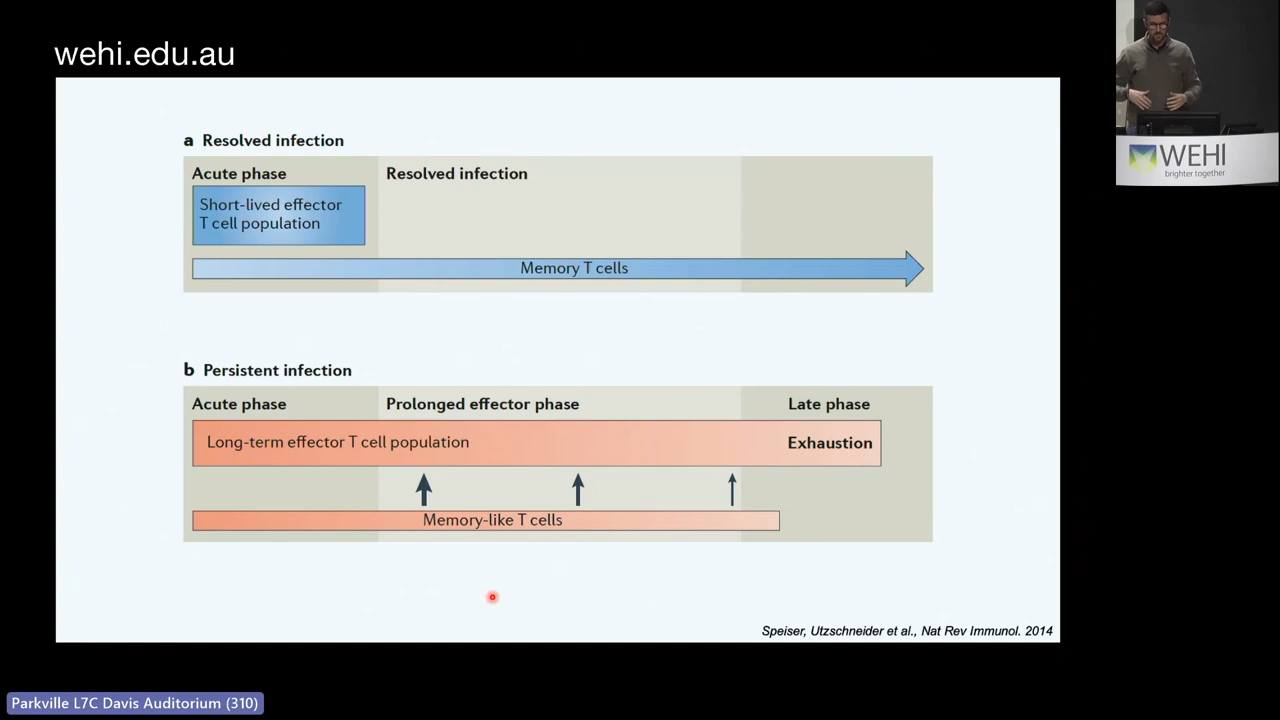 wehi.edu.au
a Resolved infection
Acute phase
Resolved infection
Short-lived effector
T cell population
Memory T cells
b Persistent infection
Acute phase
Prolonged effector phase
Late phase
Long-term effector T cell population
Exhaustion
Memory-like T cells
Speiser, Utzschneider et al., Nat Rev Immunol. 2014
WEHI
brighter together
Parkville L7C Davis Auditorium (310)